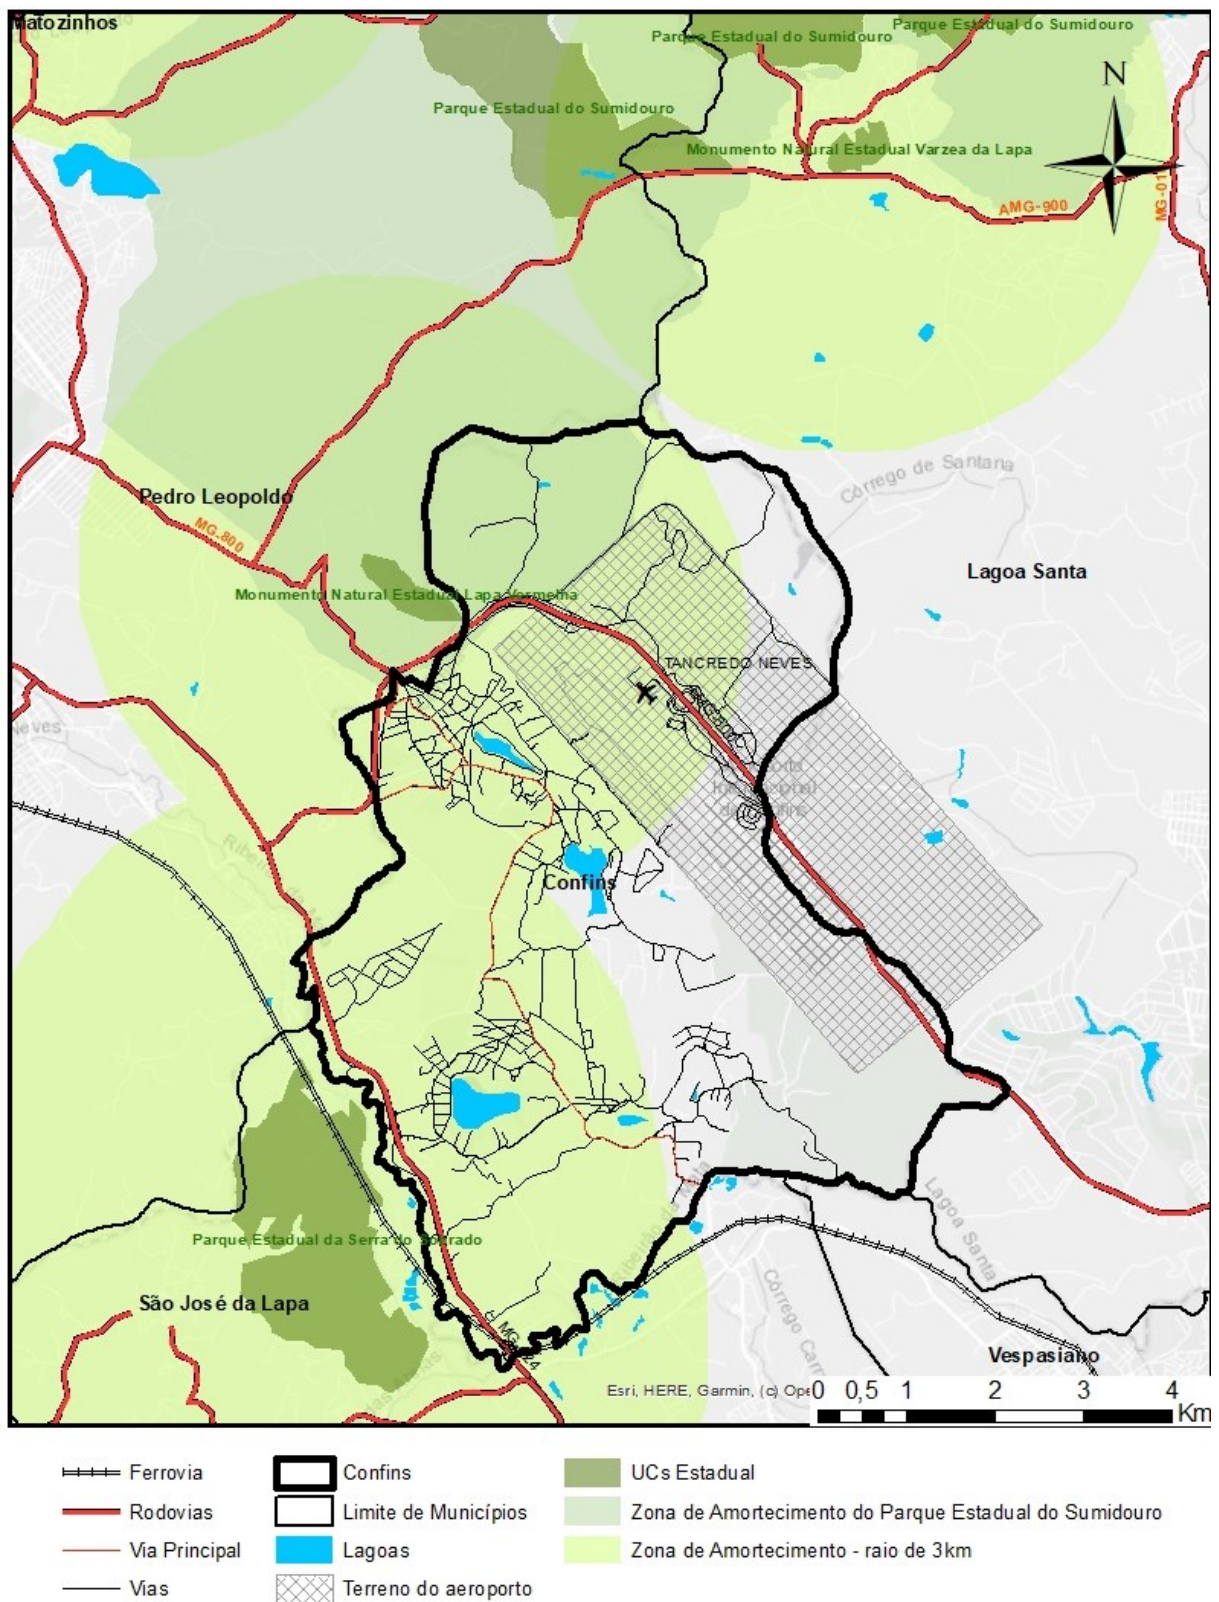 Matozinhos
Parque Estadual do Sumidouro
Parque Estadual do Sumidouro
Parque Estadual do Sumidouro
N
Monumento Natural Estadual Varzea da Lapa
AMG-900
MG-01
Córrego de Santana
Pedro Leopoldo
MG-800
Lagoa Santa
Monumento Natural Estadual Lapa Vermelha
TANCREDO NEVES
Neves
Confins
Parque Estadual da Serra do Sobrado
Lagoa Santa
São José da Lapa
Vespasiano
Esri, HERE, Garmin, (c) Ope
0 0,5 1 2 3 4
Km
Ferrovia
Rodovias
Via Principal
Vias
Confins
Limite de Municípios
Lagoas
Terreno do aeroporto
UCs Estadual
Zona de Amortecimento do Parque Estadual do Sumidouro
Zona de Amortecimento - raio de 3km